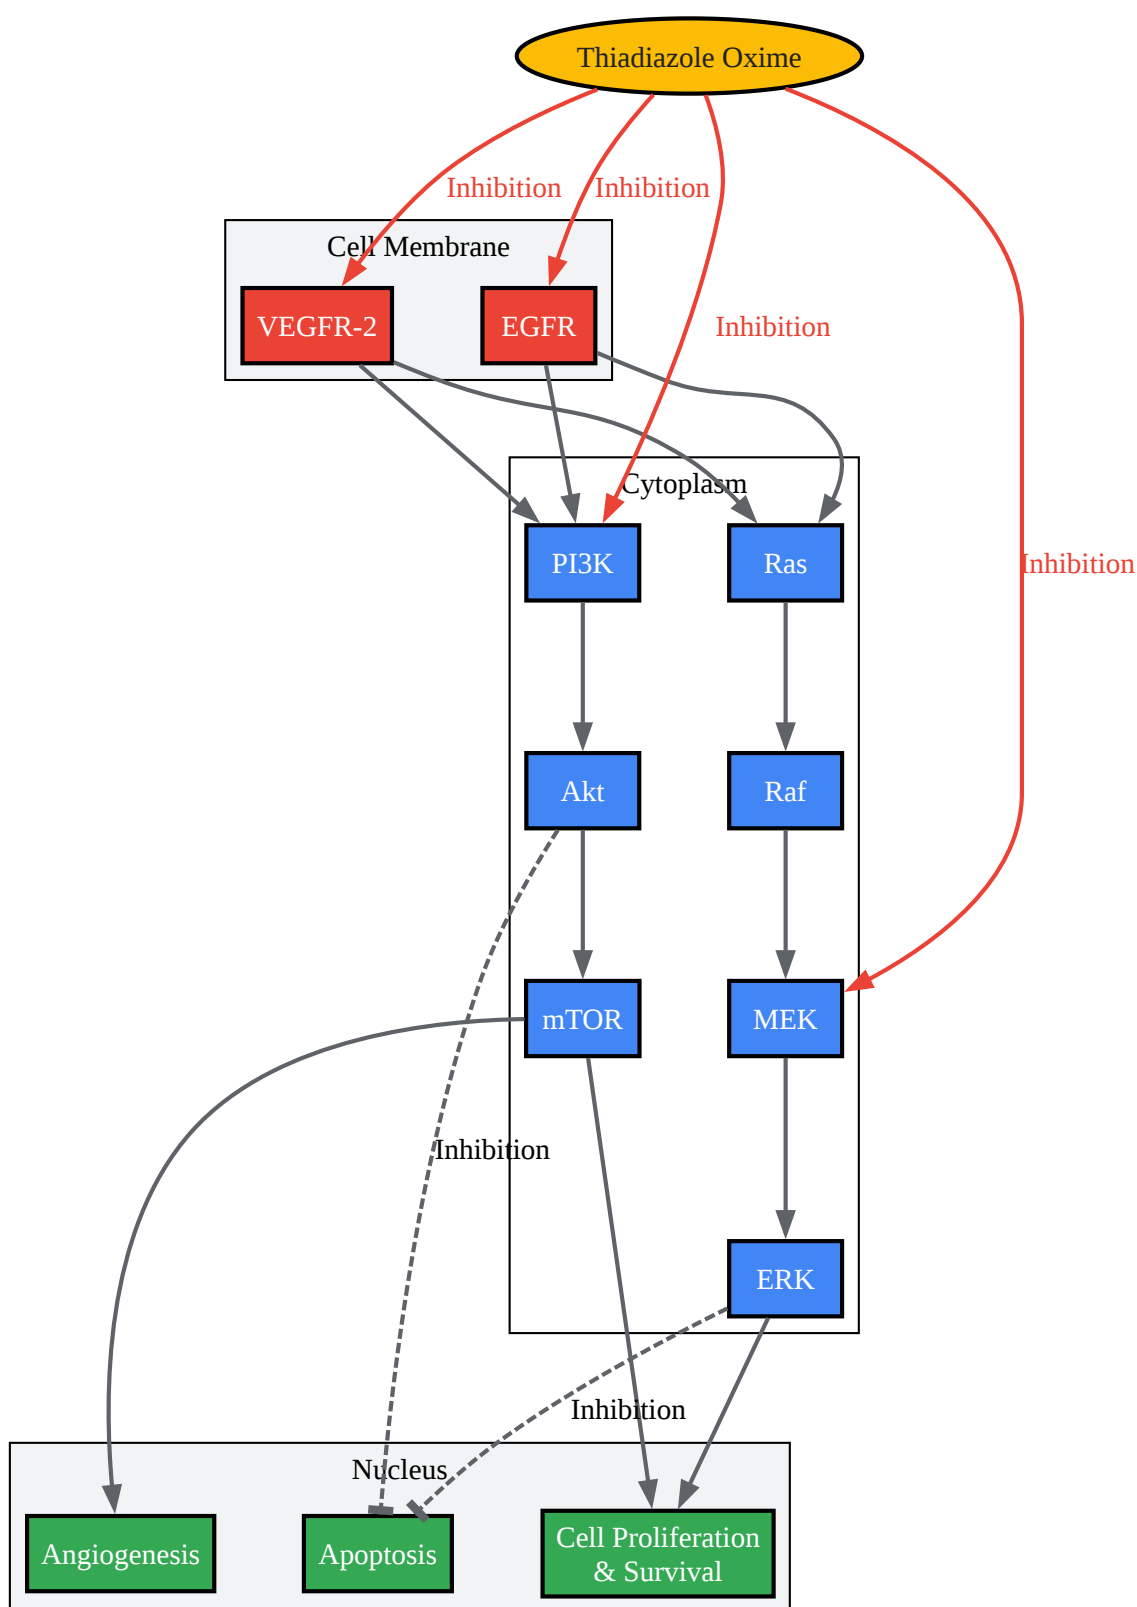 Thiadiazole Oxime
Inhibition
Inhibition
Cell Membrane
VEGFR-2
EGFR
Inhibition
Cytoplasm
PI3K
Ras
Inhibition
Akt
Raf
mTOR
MEK
Inhibition
ERK
Inhibition
Nucleus
Angiogenesis
Apoptosis
Cell Proliferation
& Survival